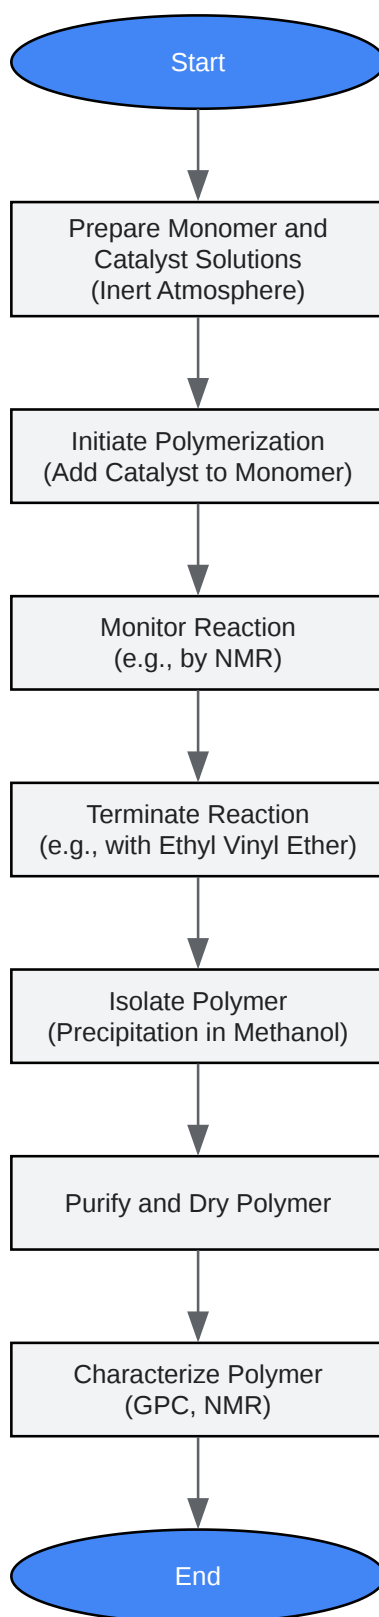 Start
Prepare Monomer and
Catalyst Solutions
(Inert Atmosphere)
Initiate Polymerization
(Add Catalyst to Monomer)
Monitor Reaction
(e.g., by NMR)
Terminate Reaction
(e.g., with Ethyl Vinyl Ether)
Isolate Polymer
(Precipitation in Methanol)
Purify and Dry Polymer
Characterize Polymer
(GPC, NMR)
End